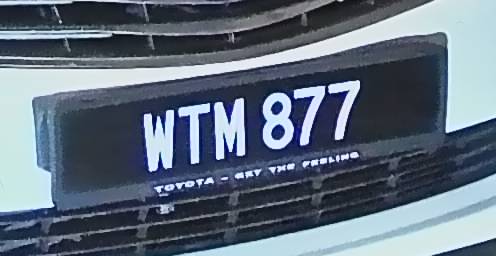 WTM 877
TOYOTA - GET THE FEELING